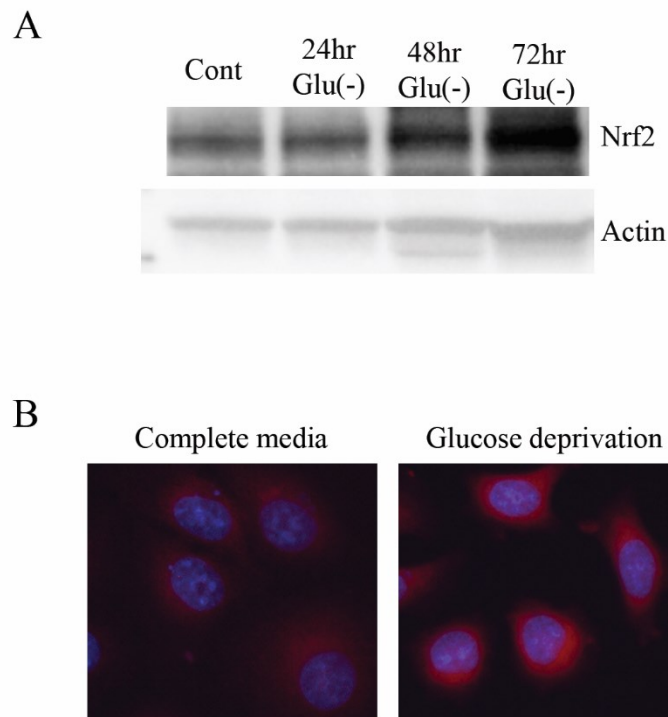 A
Cont
24hr
Glu(-)
48hr
Glu(-)
72hr
Glu(-)
Nrf2
Actin
B
Complete media
Glucose deprivation